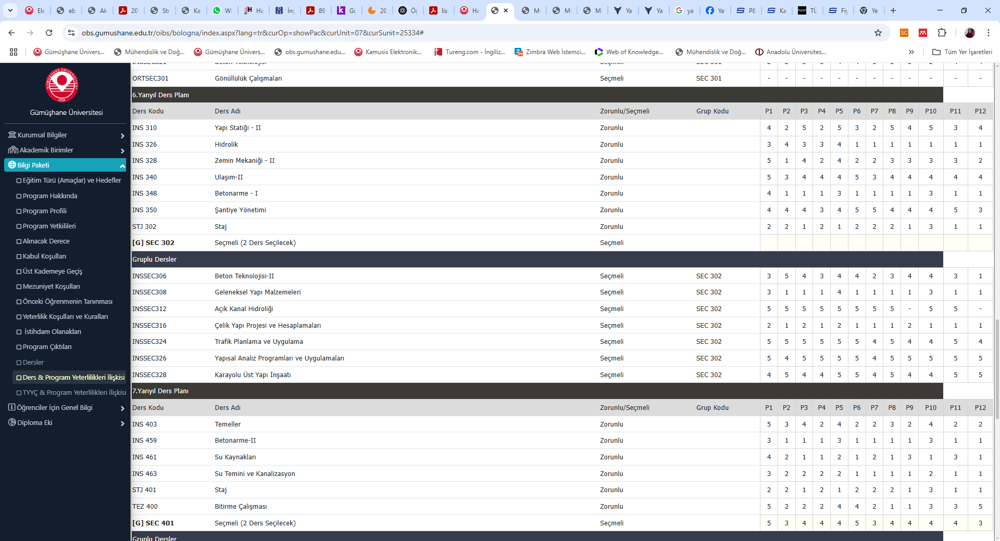 Ele
eb
Ak
20
Str
Ka
Wl
Ha
İnş
89
Gü
20
Öğ
lis
Ha
Mü
Mü
Ya
Ya
ya
Ya
P8
Ka
TÜ
Fiy
Ye
obs.gumushane.edu.tr/oibs/bologna/index.aspx?lang=tr&curOp=showPac&curUnit=07&curSunit=25334#
Gümüşhane Ünivers...
Mühendislik ve Doğ...
Gümüşhane Ünivers...
obs.gumushane.edu...
Kamusis Elektronik...
Tureng.com - İngiliz...
Zimbra Web İstemci...
Web of Knowledge...
Mühendislik ve Doğ...
Anadolu Üniversites...
Tüm Yer İşaretleri
GÜMÜŞHANE ÜNİVERSİTESİ
2008
Gümüşhane Üniversitesi
Kurumsal Bilgiler
Akademik Birimler
Bilgi Paketi
Eğitim Türü (Amaçlar) ve Hedefler
Program Hakkında
Program Profili
Program Yetkilileri
Alınacak Derece
Kabul Koşulları
Üst Kademeye Geçiş
Mezuniyet Koşulları
Önceki Öğrenmenin Tanınması
Yeterlilik Koşulları ve Kuralları
İstihdam Olanakları
Program Çıktıları
Dersler
Ders & Program Yeterlilikleri İlişkisi
TYYÇ & Program Yeterlilikleri İlişkisi
Öğrenciler İçin Genel Bilgi
Diploma Eki
ORTSEC301 Gönüllülük Çalışmaları Seçmeli SEC 301 - - - - - - - - - - - -
6.Yarıyıl Ders Planı
Ders Kodu Ders Adı Zorunlu/Seçmeli Grup Kodu P1 P2 P3 P4 P5 P6 P7 P8 P9 P10 P11 P12
INS 310 Yapı Statiği - II Zorunlu 4 2 5 2 5 3 2 5 4 5 3 4
INS 326 Hidrolik Zorunlu 3 4 3 3 4 1 1 1 1 1 1 1
INS 328 Zemin Mekaniği - II Zorunlu 5 1 4 2 4 2 2 3 3 3 3 2
INS 340 Ulaşım-II Zorunlu 5 3 4 4 4 5 3 4 4 4 4 4
INS 348 Betonarme - I Zorunlu 4 1 1 1 3 1 1 1 1 3 1 1
INS 350 Şantiye Yönetimi Zorunlu 4 4 4 3 4 5 5 4 4 4 5 3
STJ 302 Staj Zorunlu 2 2 1 2 1 2 2 2 1 3 1 1
[G] SEC 302 Seçmeli (2 Ders Seçilecek) Seçmeli
Gruplu Dersler
INSSEC306 Beton Teknolojisi-II Seçmeli SEC 302 3 5 4 3 4 4 2 3 4 4 3 1
INSSEC308 Geleneksel Yapı Malzemeleri Seçmeli SEC 302 3 1 1 1 4 1 1 1 1 3 1 1
INSSEC312 Açık Kanal Hidroliği Seçmeli SEC 302 5 5 5 5 5 5 5 5 - 5 5 -
INSSEC316 Çelik Yapı Projesi ve Hesaplamaları Seçmeli SEC 302 2 1 2 1 2 1 1 1 2 1 1 1
INSSEC324 Trafik Planlama ve Uygulama Seçmeli SEC 302 5 5 5 5 5 5 4 5 4 4 5 4
INSSEC326 Yapısal Analiz Programları ve Uygulamaları Seçmeli SEC 302 5 4 5 5 5 5 4 5 5 5 5 5
INSSEC328 Karayolu Üst Yapı İnşaatı Seçmeli SEC 302 4 5 4 4 5 5 4 5 4 4 5 5
7.Yarıyıl Ders Planı
Ders Kodu Ders Adı Zorunlu/Seçmeli Grup Kodu P1 P2 P3 P4 P5 P6 P7 P8 P9 P10 P11 P12
INS 403 Temeller Zorunlu 5 3 4 2 4 2 2 3 2 4 2 2
INS 459 Betonarme-II Zorunlu 3 1 1 1 3 1 1 1 1 3 1 1
INS 461 Su Kaynakları Zorunlu 4 2 1 1 2 1 2 1 3 1 3 1
INS 463 Su Temini ve Kanalizasyon Zorunlu 3 2 2 2 2 1 1 1 1 2 1 1
STJ 401 Staj Zorunlu 2 2 1 2 1 2 2 2 1 3 1 1
TEZ 400 Bitirme Çalışması Zorunlu 5 2 2 2 4 4 2 1 1 3 3 5
[G] SEC 401 Seçmeli (2 Ders Seçilecek) Seçmeli 5 3 4 4 4 5 3 4 4 4 4 3
Gruplu Dersler